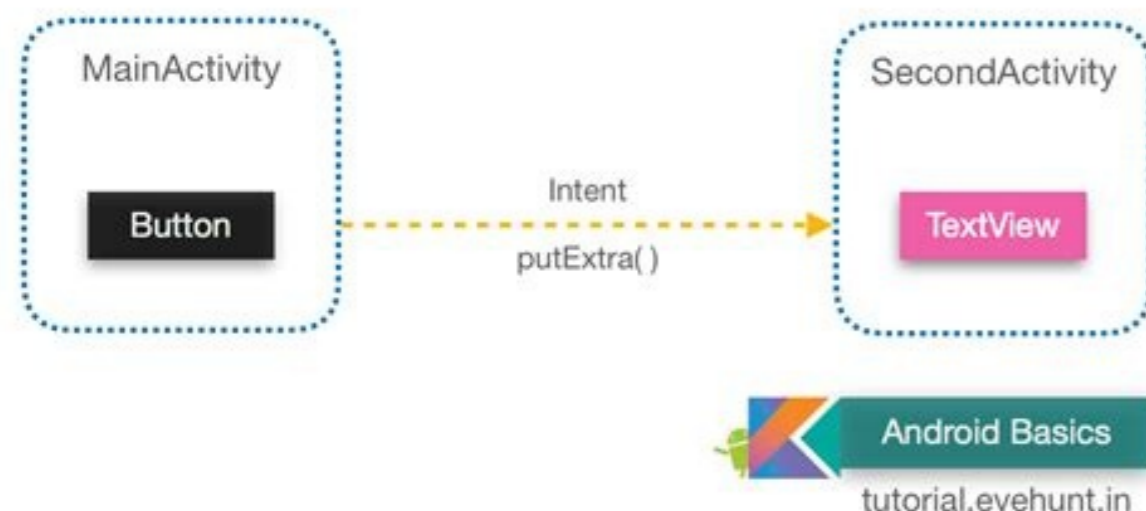 MainActivity
SecondActivity
Button
Intent
putExtra( )
TextView
Android Basics
tutorial.eyehunt.in